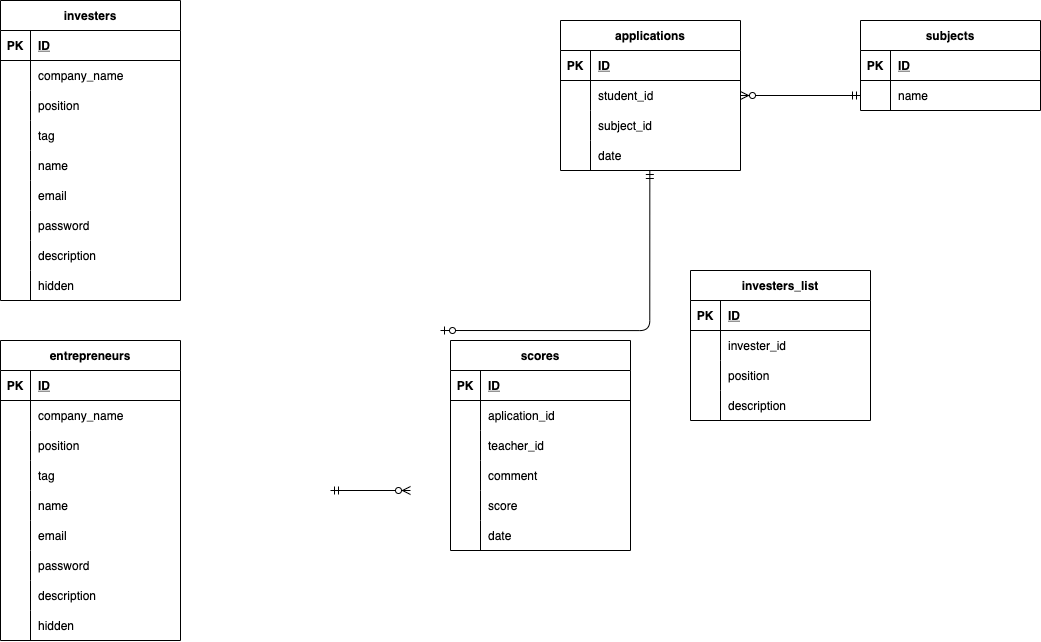 investers
PK ID
company_name
position
tag
name
email
password
description
hidden
applications
PK ID
student_id
subject_id
date
subjects
PK ID
name
investers_list
PK ID
invester_id
position
description
entrepreneurs
PK ID
company_name
position
tag
name
email
password
description
hidden
scores
PK ID
aplication_id
teacher_id
comment
score
date